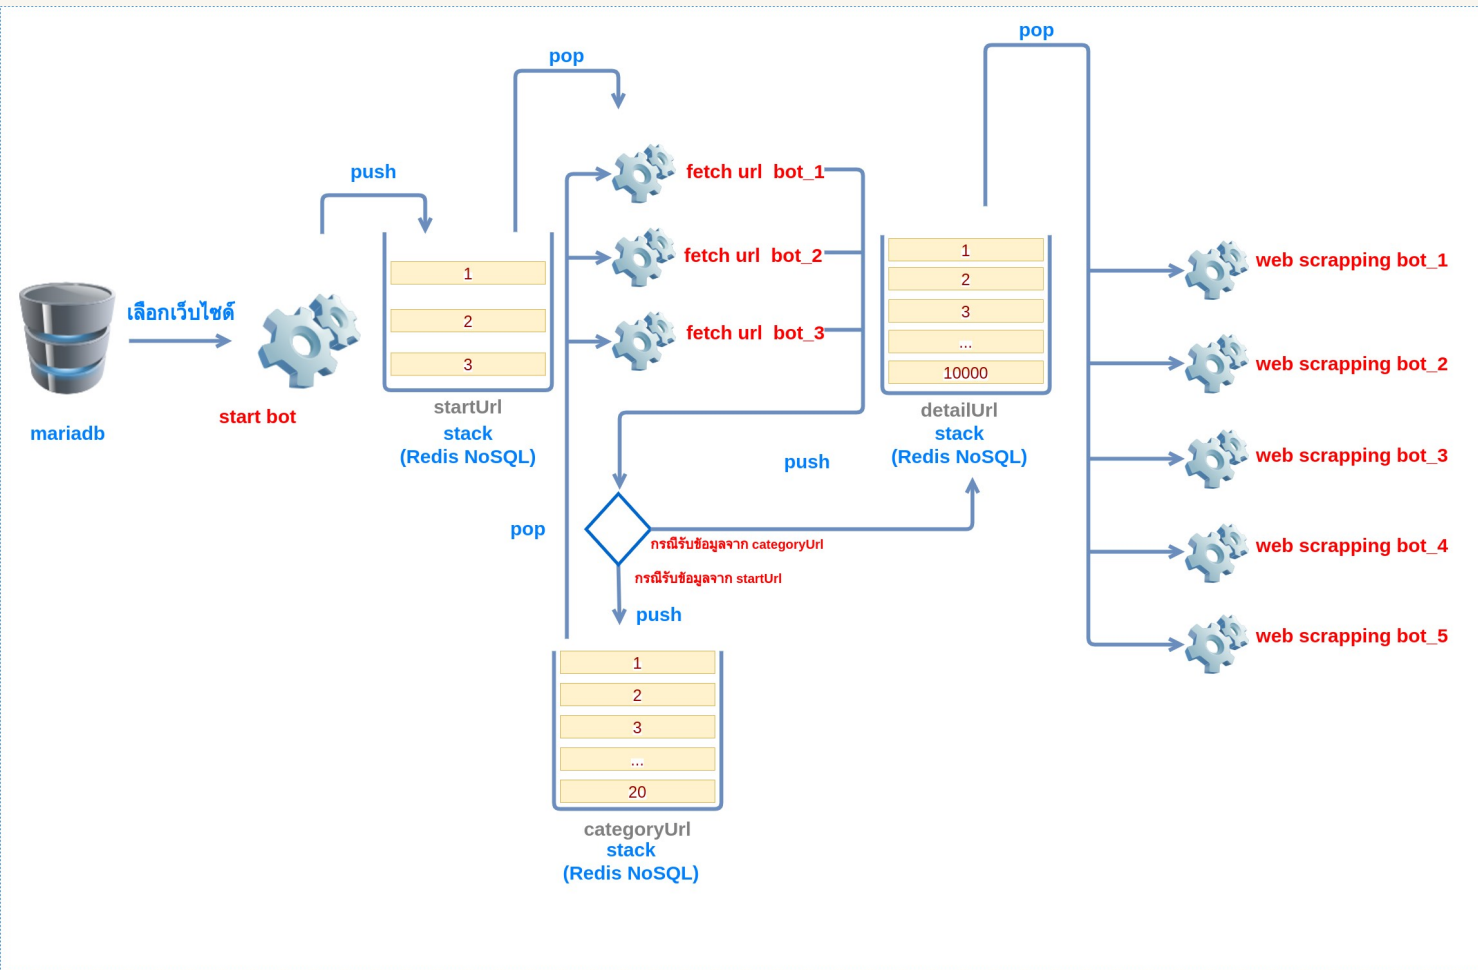 pop
pop
push
fetch url bot_1
fetch url bot_2
fetch url bot_3
1
2
3
startUrl
stack
(Redis NoSQL)
เลือกเว็บไซต์
mariadb
start bot
1
2
3
...
10000
detailUrl
stack
(Redis NoSQL)
web scrapping bot_1
web scrapping bot_2
web scrapping bot_3
web scrapping bot_4
web scrapping bot_5
push
pop
กรณีรับข้อมูลจาก categoryUrl
กรณีรับข้อมูลจาก startUrl
push
1
2
3
...
20
categoryUrl
stack
(Redis NoSQL)